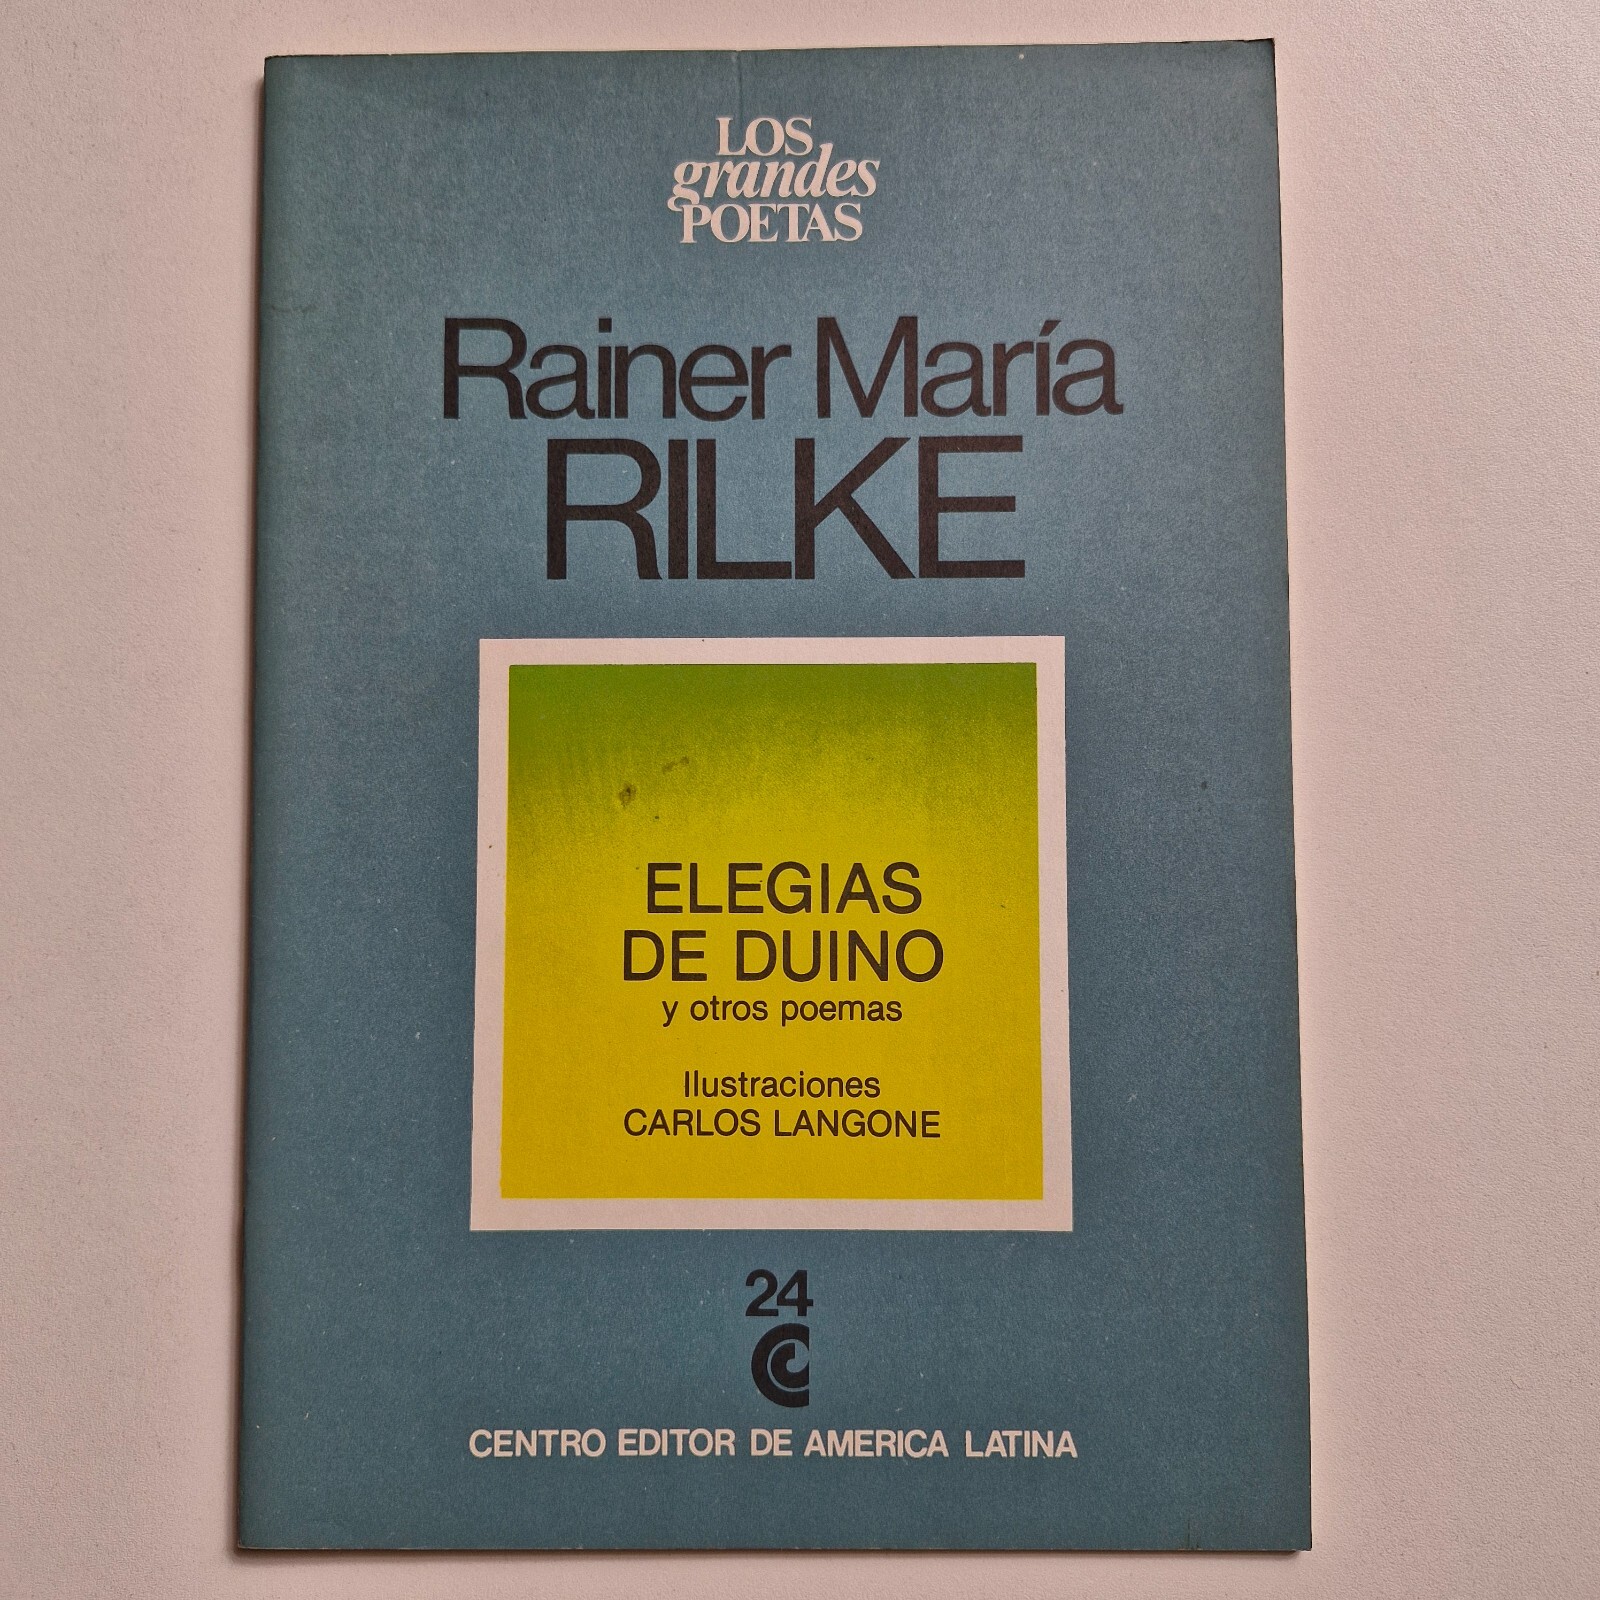 LOS
grandes
POETAS
Rainer María
RILKE
ELEGIAS
DE DUINO
y otros poemas
Ilustraciones
CARLOS LANGONE
24
CENTRO EDITOR DE AMERICA LATINA